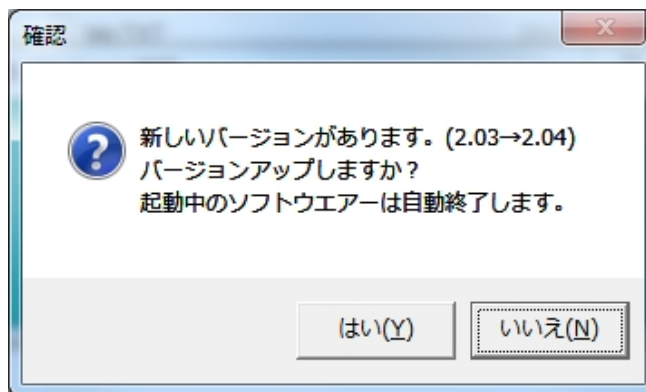 確認
新しいバージョンがあります。(2.03→2.04)
バージョンアップしますか？
起動中のソフトウエアーは自動終了します。
はい(Y)
いいえ(N)